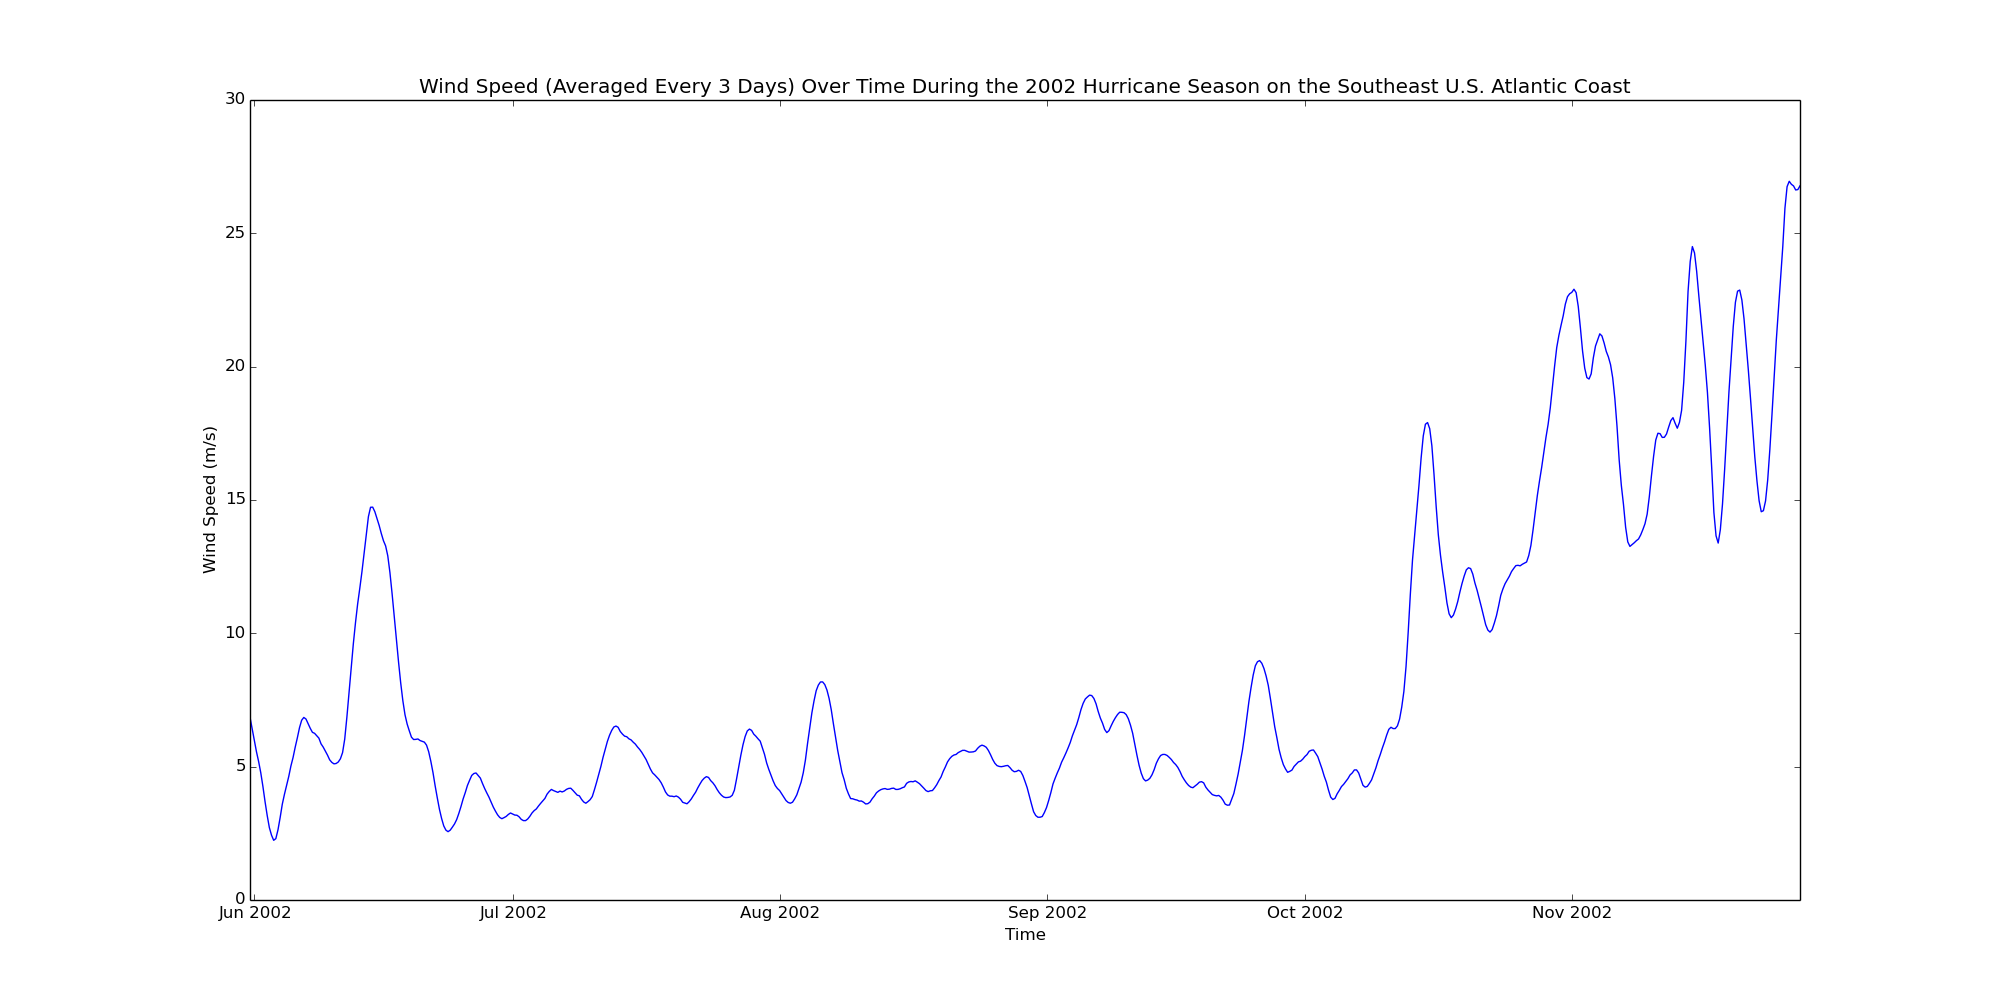 Wind Speed (Averaged Every 3 Days) Over Time During the 2002 Hurricane Season on the Southeast U.S. Atlantic Coast
30
25
20
15
10
5
0
Wind Speed (m/s)
Jun 2002
Jul 2002
Aug 2002
Sep 2002
Oct 2002
Nov 2002
Time